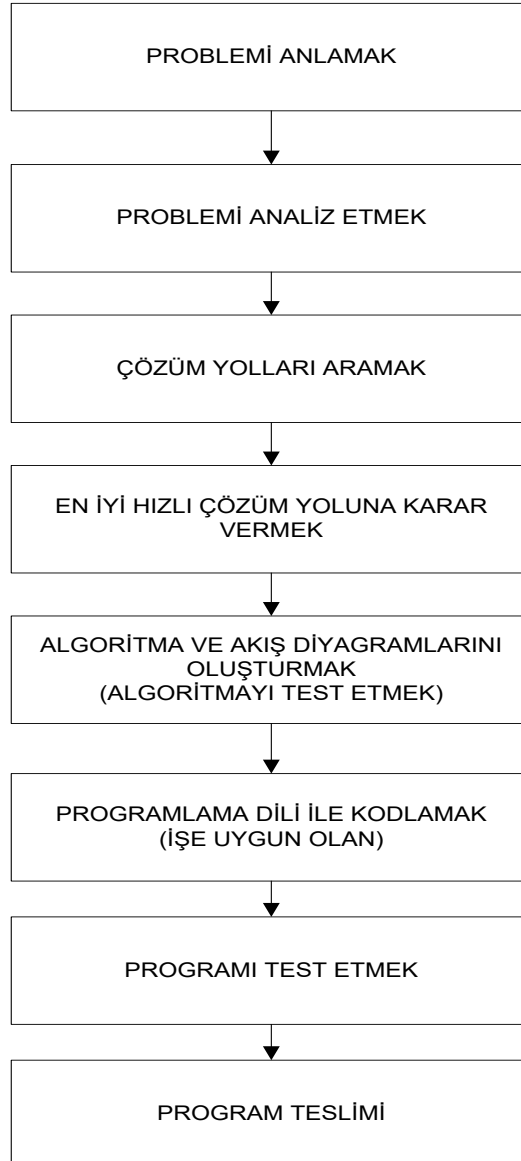 PROBLEMİ ANLAMAK
PROBLEMİ ANALİZ ETMEK
ÇÖZÜM YOLLARI ARAMAK
EN İYİ HIZLI ÇÖZÜM YOLUNA KARAR
VERMEK
ALGORİTMA VE AKIŞ DİYAGRAMLARINI
OLUŞTURMAK
(ALGORİTMAYI TEST ETMEK)
PROGRAMLAMA DİLİ İLE KODLAMAK
(İŞE UYGUN OLAN)
PROGRAMI TEST ETMEK
PROGRAM TESLİMİ